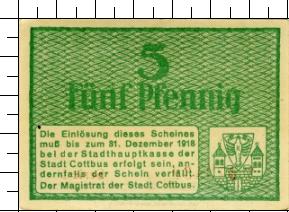 5
fünf Pfennig
Die Einlösung dieses Scheines
muß bis zum 31. Dezember 1918
bei der Stadthauptkasse der
Stadt Cottbus erfolgt sein, an-
dernfalls der Schein verfällt.
Der Magistrat der Stadt Cottbus.